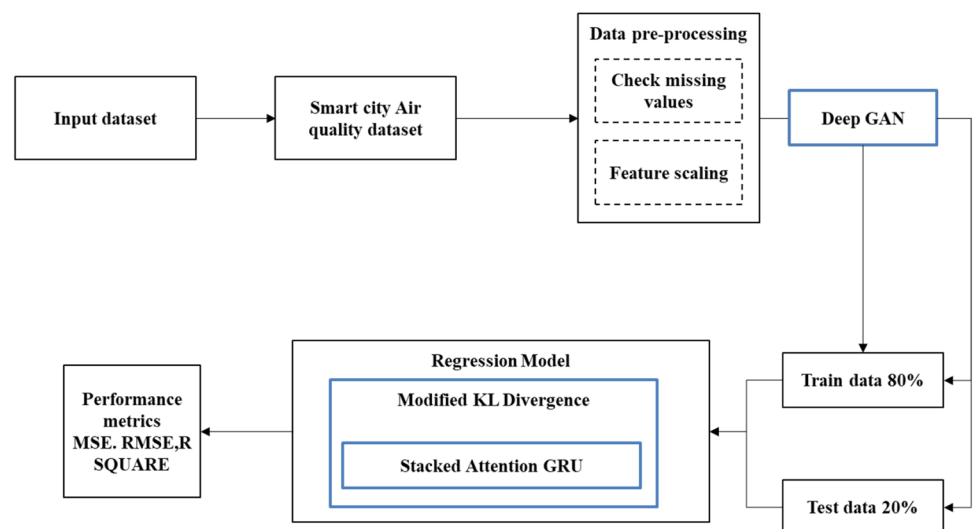 Data pre-processing
Check missing
values
Feature scaling
Input dataset
Smart city Air
quality dataset
Deep GAN
Regression Model
Modified KL Divergence
Stacked Attention GRU
Performance
metrics
MSE. RMSE,R
SQUARE
Train data 80%
Test data 20%